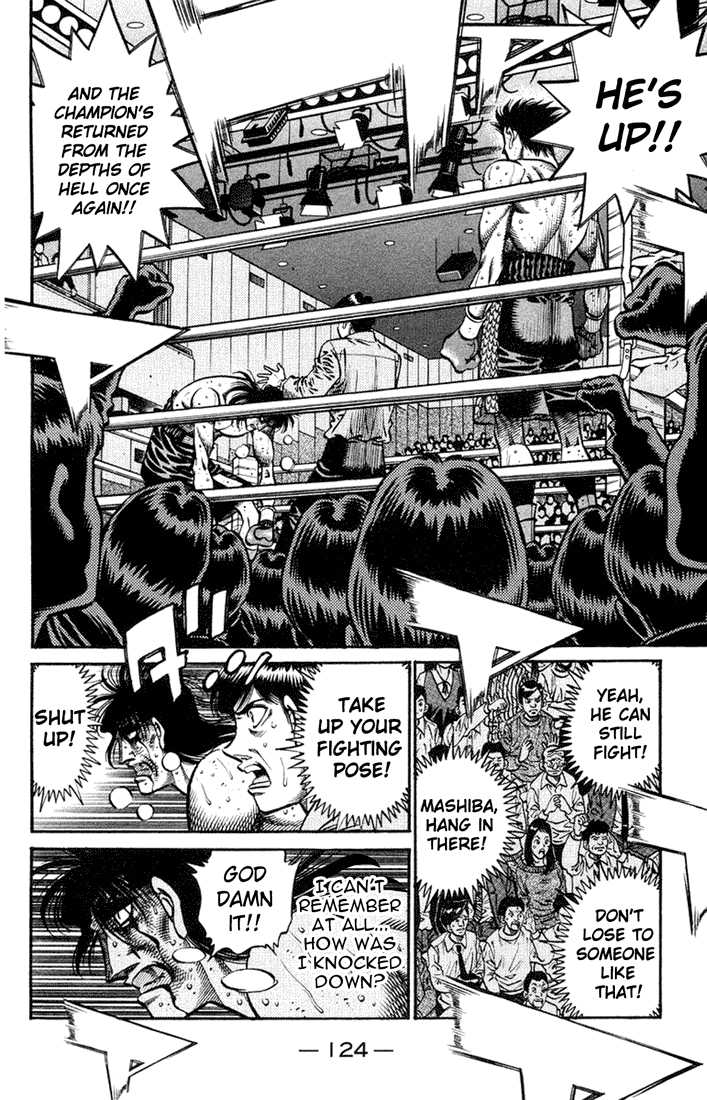 HE'S
UP!!
AND THE
CHAMPION'S
RETURNED
FROM THE
DEPTHS OF
HELL ONCE
AGAIN!!
YEAH,
HE CAN
STILL
FIGHT!
MASHIBA,
HANG IN
THERE!
DON'T
LOSE TO
SOMEONE
LIKE
THAT!
TAKE
UP YOUR
FIGHTING
POSE!
SHUT
UP!
ダッ
GOD
DAMN
IT!!
I CAN'T
REMEMBER
AT ALL...
HOW WAS
I KNOCKED
DOWN?
— 124 —